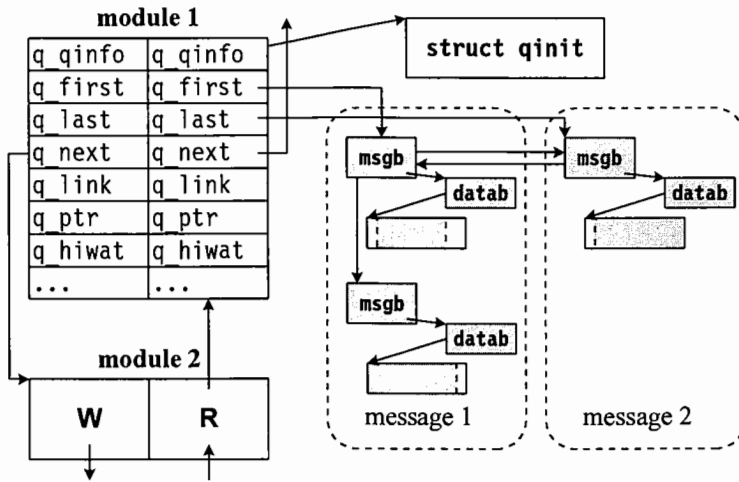 module 1
q_qinfo q_qinfo
q_first q_first
q_last q_last
q_next q_next
q_link q_link
q_ptr q_ptr
q_hiwat q_hiwat
... ...
struct qinit
msgb
datab
msgb
datab
message 1
msgb
datab
message 2
module 2
W R